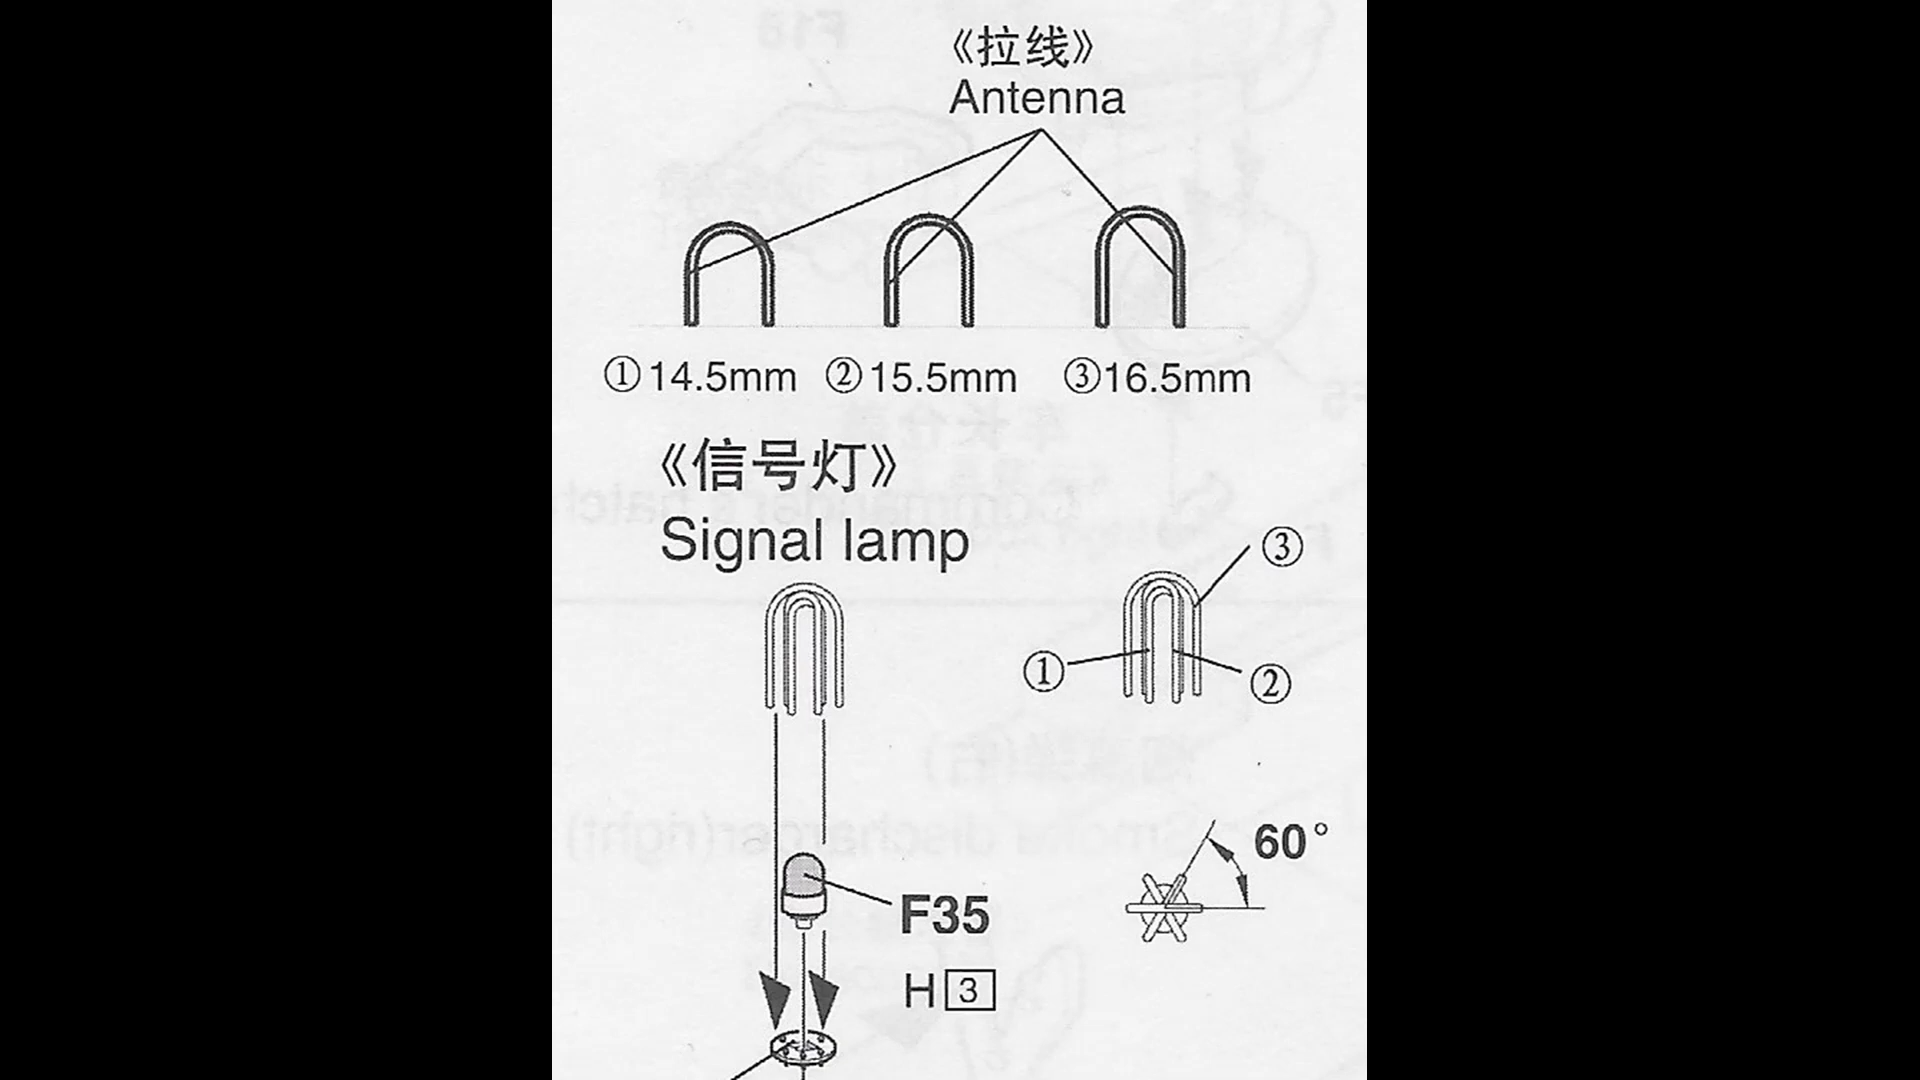 《拉线》
Antenna
①14.5mm ②15.5mm ③16.5mm
《信号灯》
Signal lamp
③
① ②
60°
F35
H 3